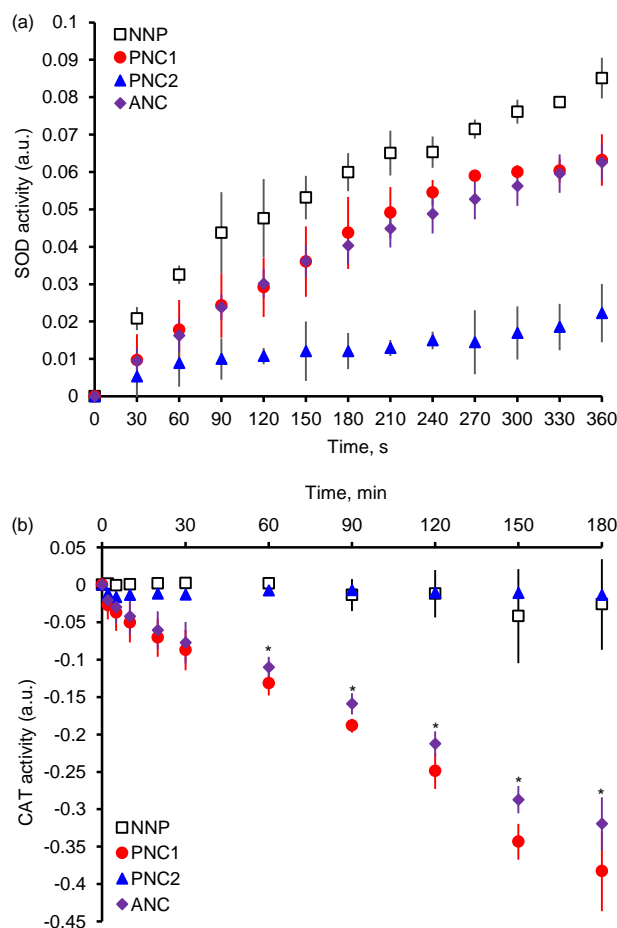 (a)
NNP
PNC1
PNC2
ANC
SOD activity (a.u.)
0.1
0.09
0.08
0.07
0.06
0.05
0.04
0.03
0.02
0.01
0
0 30 60 90 120 150 180 210 240 270 300 330 360
Time, s
(b)
Time, min
0 30 60 90 120 150 180
CAT activity (a.u.)
0.05
0
-0.05
-0.1
-0.15
-0.2
-0.25
-0.3
-0.35
-0.4
-0.45
* * * * *
NNP
PNC1
PNC2
ANC